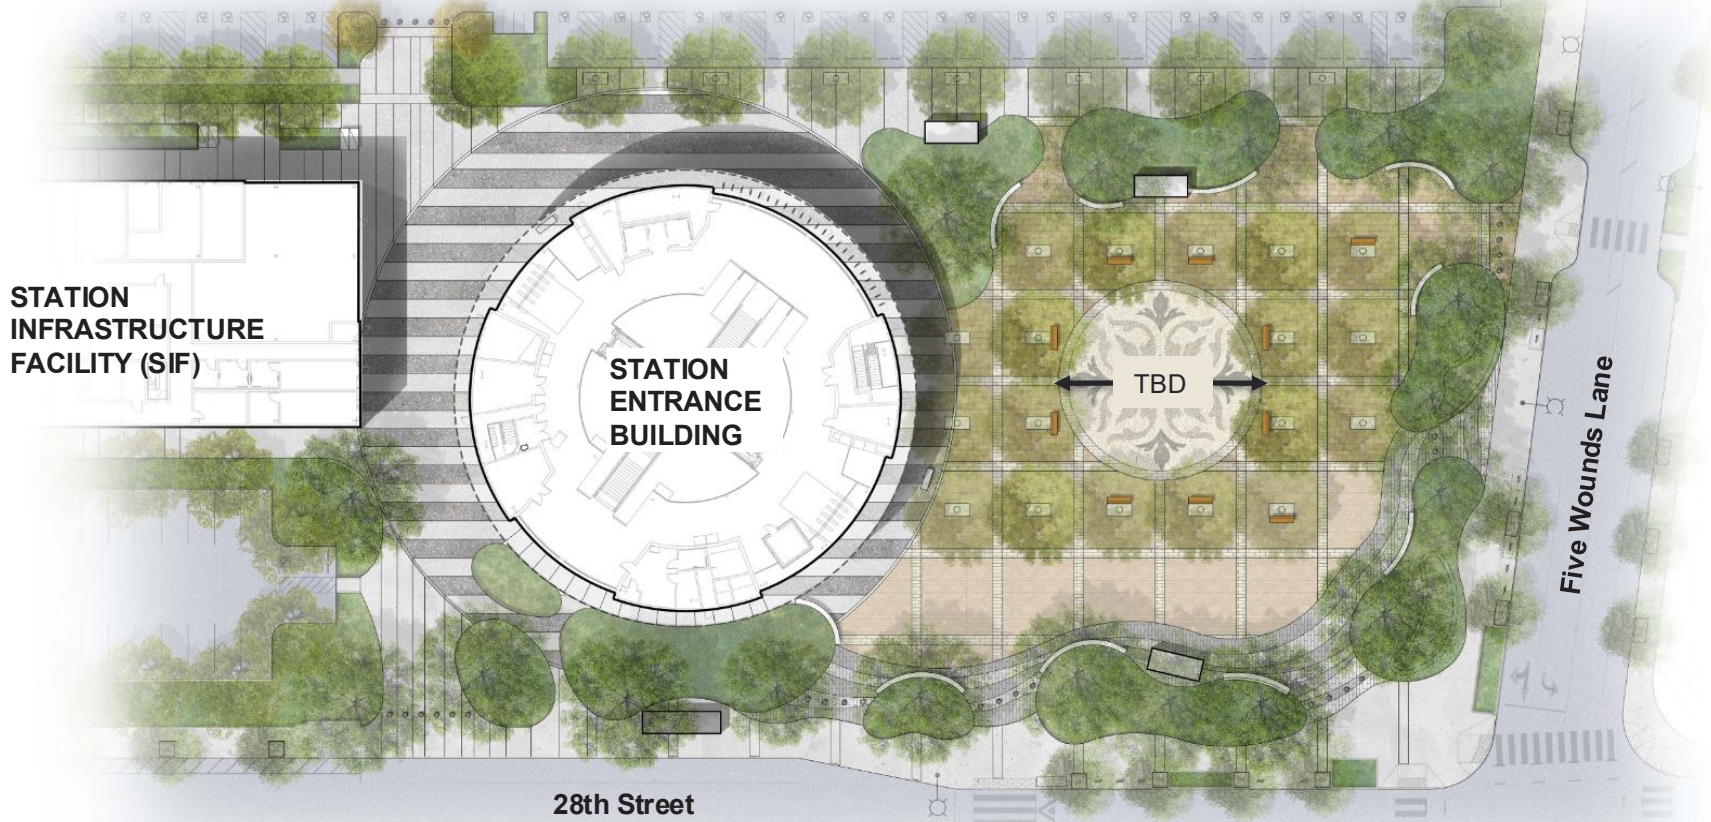 STATION
INFRASTRUCTURE
FACILITY (SIF)
STATION
ENTRANCE
BUILDING
TBD
Five Wounds Lane
28th Street